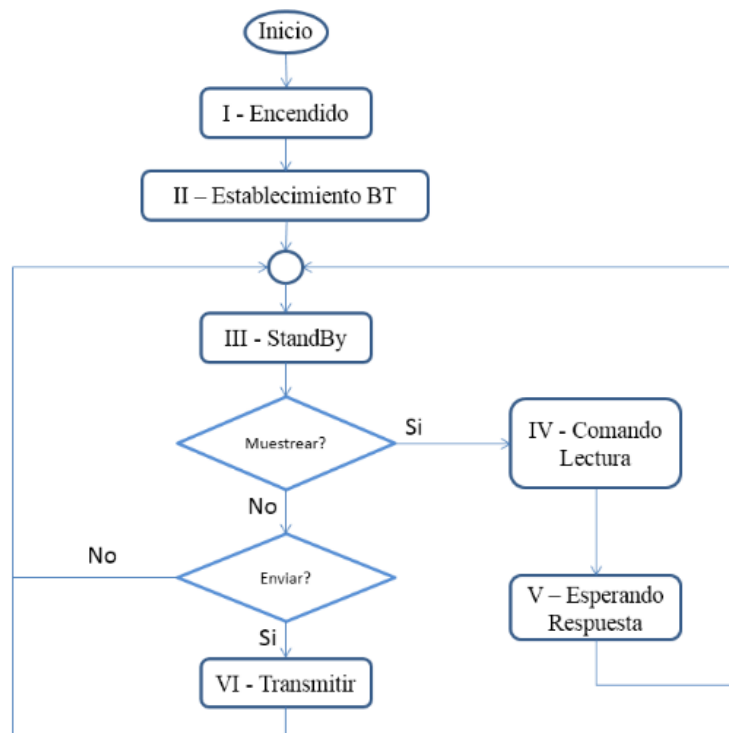 Inicio
I - Encendido
II – Establecimiento BT
III - StandBy
Muestrear?
Si
IV - Comando
Lectura
No
No
Enviar?
V – Esperando
Respuesta
Si
VI - Transmitir